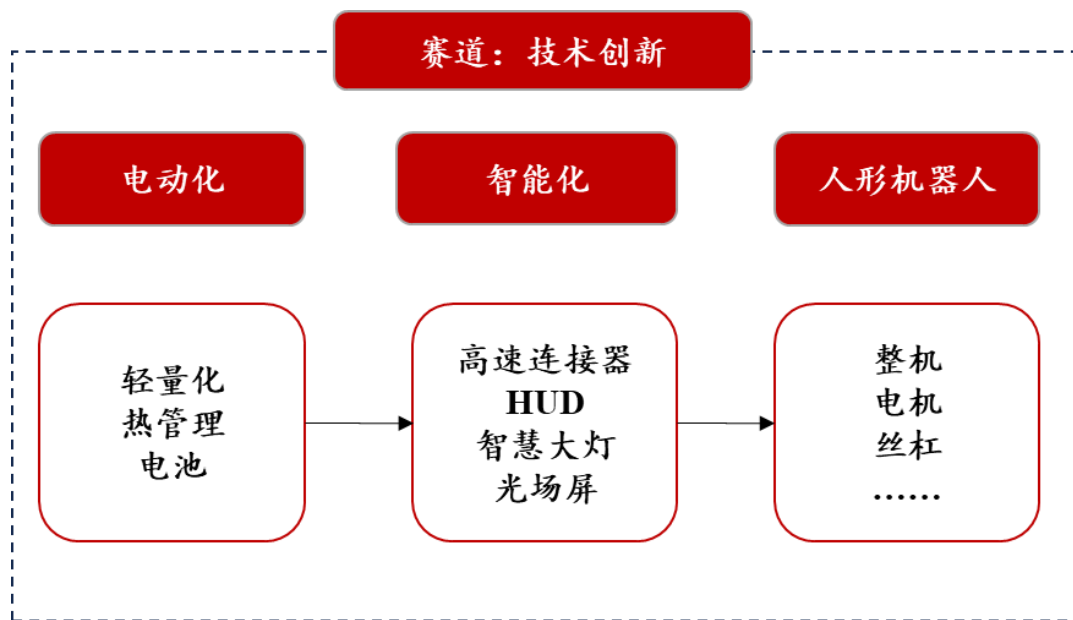 赛道：技术创新
电动化
智能化
人形机器人
轻量化
热管理
电池
高速连接器
HUD
智慧大灯
光场屏
整机
电机
丝杠
……